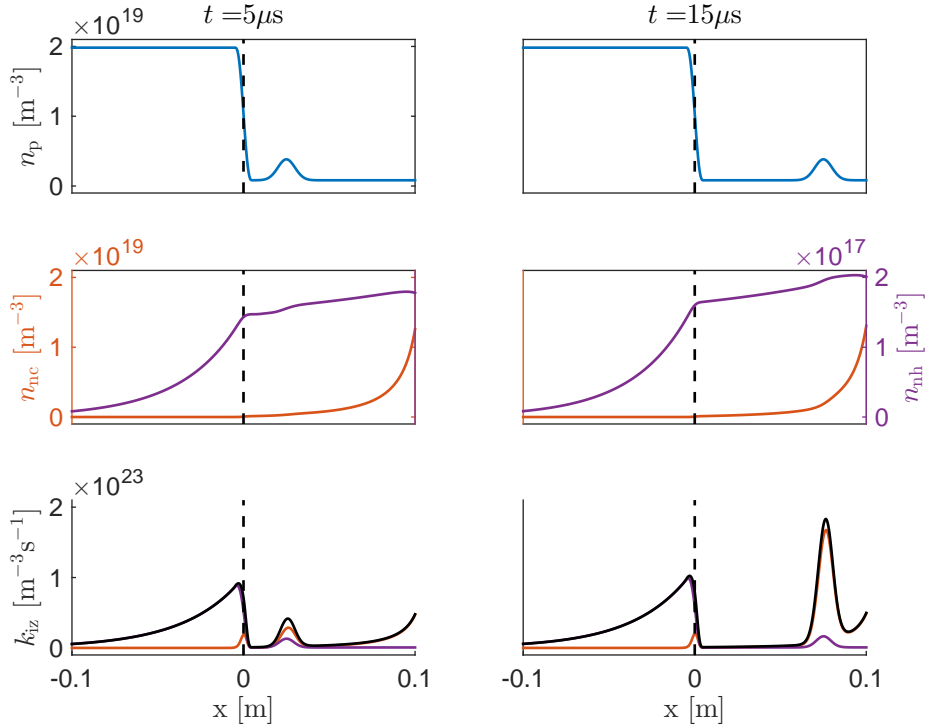 t =5μs
t =15μs
×10^19
2
1
0
n_p [m^−3]
×10^19
×10^17
2
1
0
n_nc [m^−3]
2
1
0
n_nh [m^−3]
×10^23
2
1
0
k_iz [m^−3 s^−1]
-0.1
0
0.1
-0.1
0
0.1
x [m]
x [m]